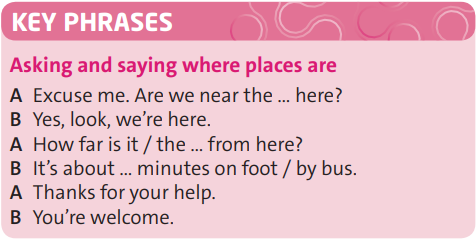 KEY PHRASES
Asking and saying where places are
A Excuse me. Are we near the ... here?
B Yes, look, we’re here.
A How far is it / the ... from here?
B It’s about ... minutes on foot / by bus.
A Thanks for your help.
B You’re welcome.